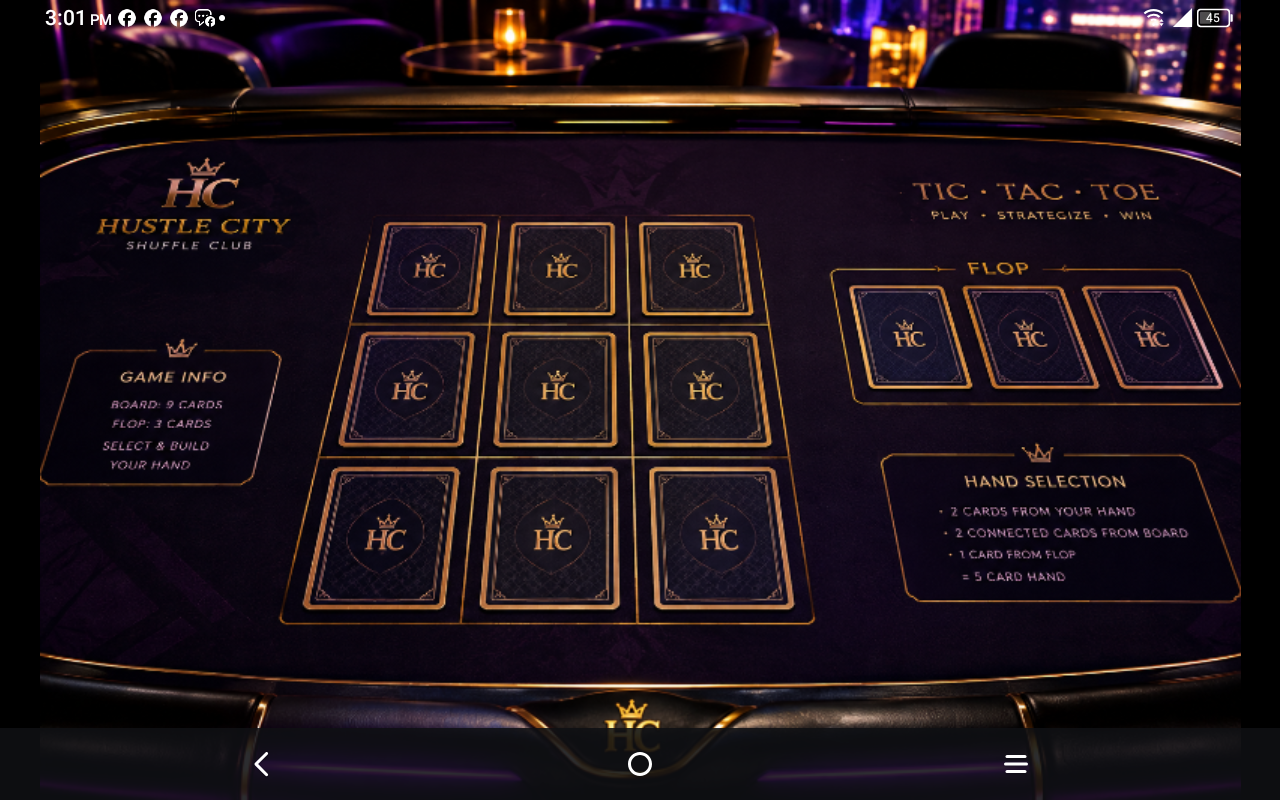 3:01 PM
45
HC
HUSTLE CITY
SHUFFLE CLUB
TIC · TAC · TOE
PLAY • STRATEGIZE • WIN
HC HC HC
FLOP
HC HC HC
GAME INFO
BOARD: 9 CARDS
FLOP: 3 CARDS
SELECT & BUILD
YOUR HAND
HC HC HC
HAND SELECTION
• 2 CARDS FROM YOUR HAND
• 2 CONNECTED CARDS FROM BOARD
• 1 CARD FROM FLOP
= 5 CARD HAND
HC HC HC
HC